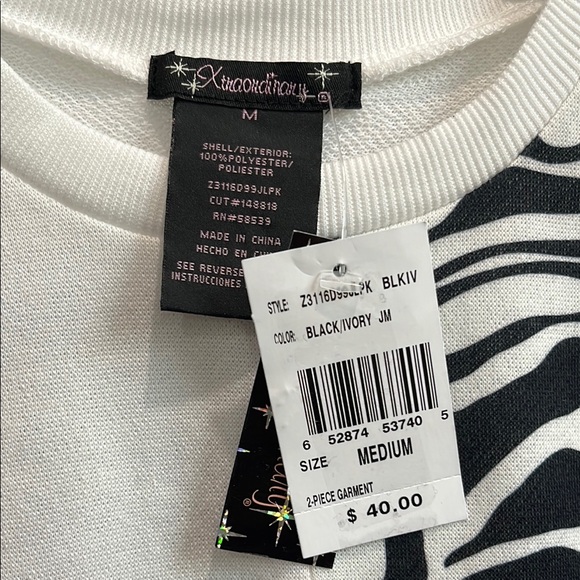 Xtraordinary®
M
SHELL/EXTERIOR:
100%POLYESTER/
POLIESTER
Z3116D99JLPK
CUT#148818
RN#58539
MADE IN CHINA
HECHO EN
SEE REVERSE
INSTRUCCIONES
STYLE: Z3116D99JLPK BLKIV
COLOR: BLACK/IVORY JM
6 52874 53740 5
SIZE MEDIUM
2-PIECE GARMENT
$ 40.00